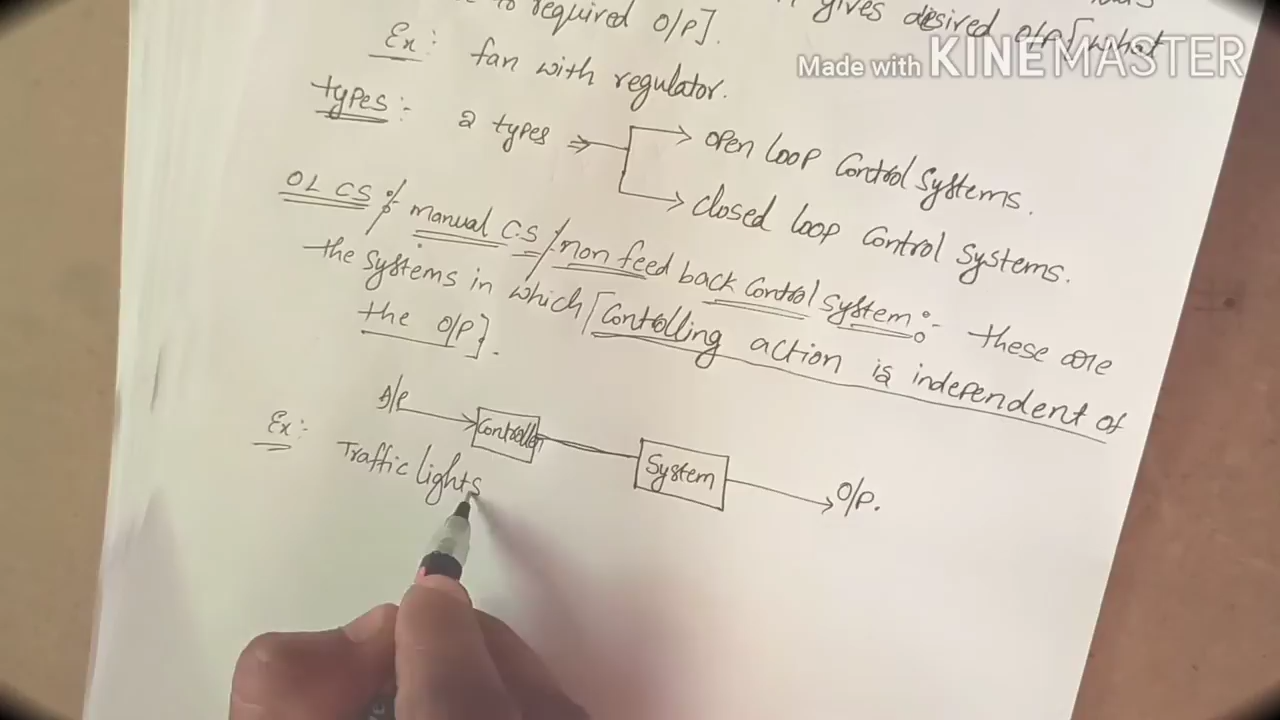 to required O/P].
gives desired O/P [what
Made with KINEMASTER
Ex: fan with regulator.
types:- 2 types ⇒ → open loop Control Systems.
→ closed loop Control Systems.
OL CS / manual C.S / non feed back Control System:- these are
the systems in which [Controlling action is independent of
the O/P].
I/P Controller System O/P.
Ex:- Traffic lights